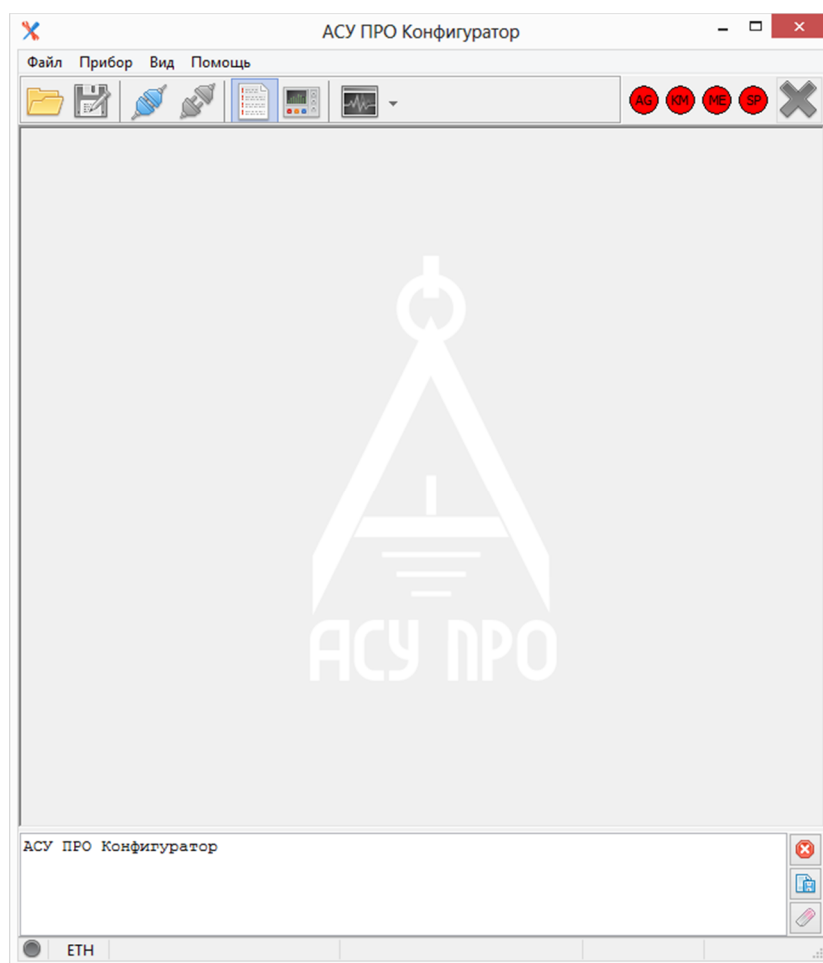 АСУ ПРО Конфигуратор
Файл Прибор Вид Помощь
AG KM ME SP
АСУ ПРО
АСУ ПРО Конфигуратор
ETH